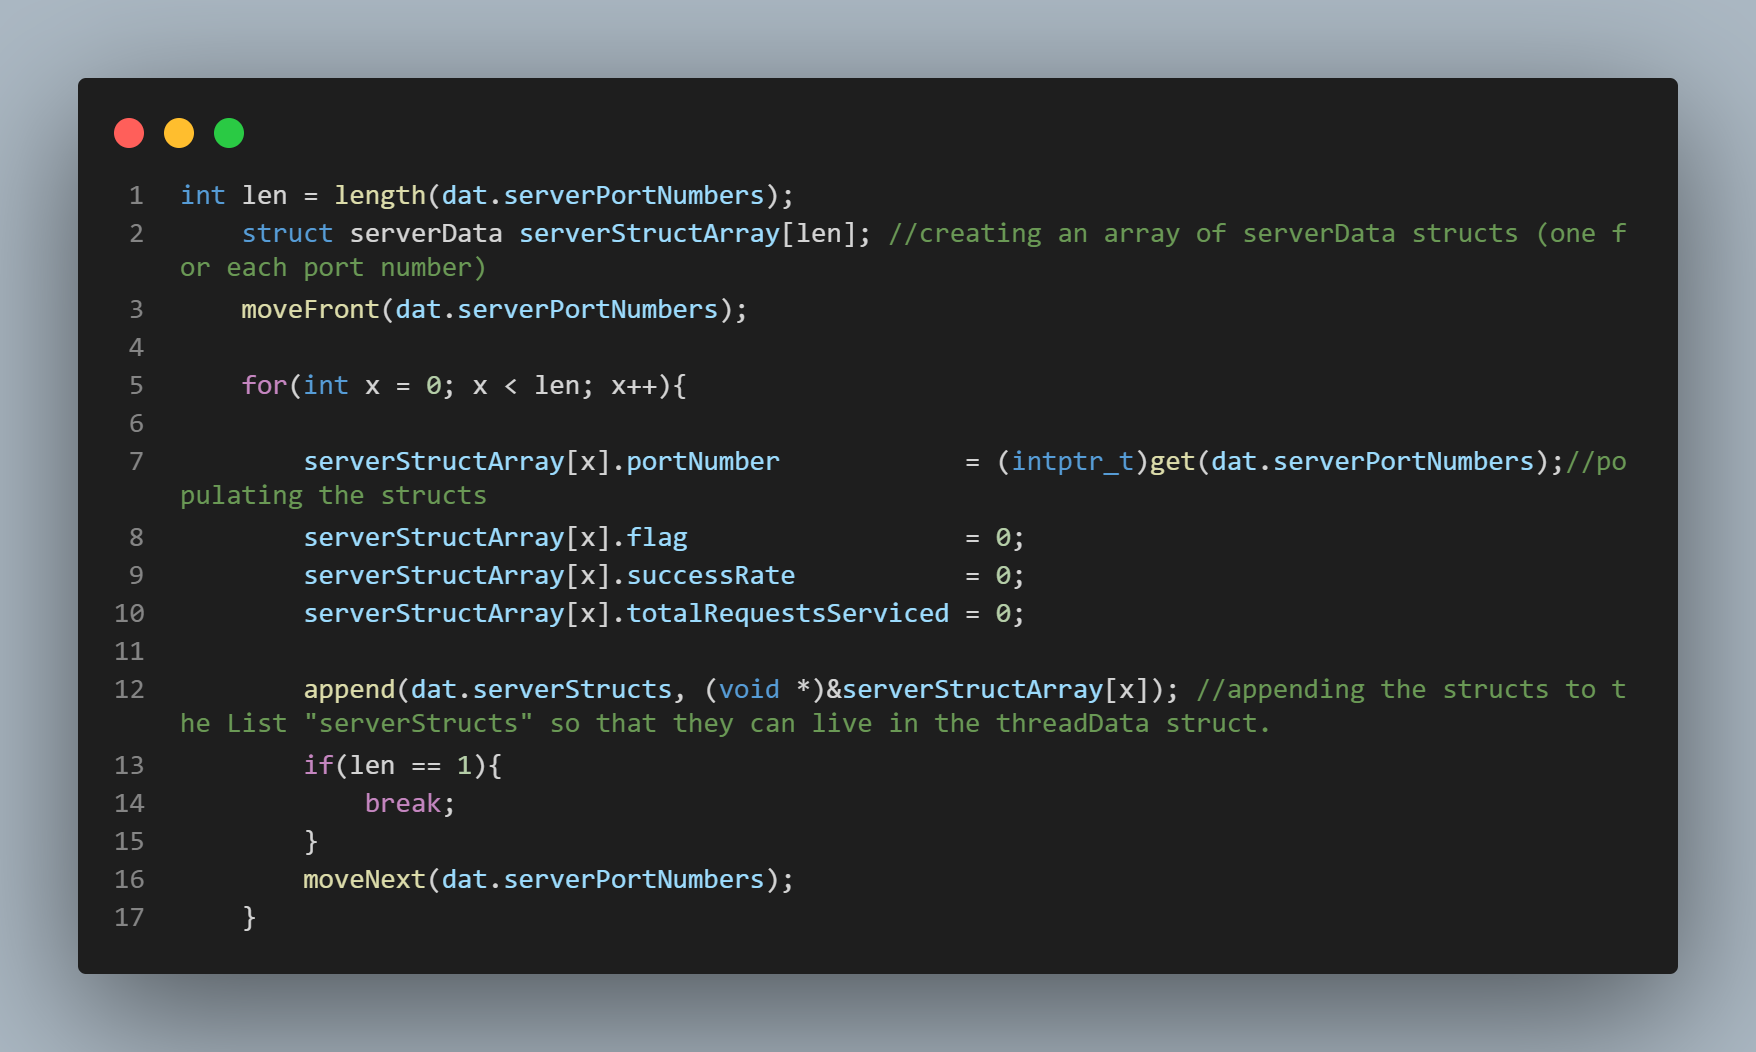 1 int len = length(dat.serverPortNumbers);
2     struct serverData serverStructArray[len]; //creating an array of serverData structs (one f
or each port number)
3     moveFront(dat.serverPortNumbers);
4
5     for(int x = 0; x < len; x++){
6
7         serverStructArray[x].portNumber            = (intptr_t)get(dat.serverPortNumbers);//po
pulating the structs
8         serverStructArray[x].flag                  = 0;
9         serverStructArray[x].successRate           = 0;
10         serverStructArray[x].totalRequestsServiced = 0;
11
12         append(dat.serverStructs, (void *)&serverStructArray[x]); //appending the structs to t
he List "serverStructs" so that they can live in the threadData struct.
13         if(len == 1){
14             break;
15         }
16         moveNext(dat.serverPortNumbers);
17     }